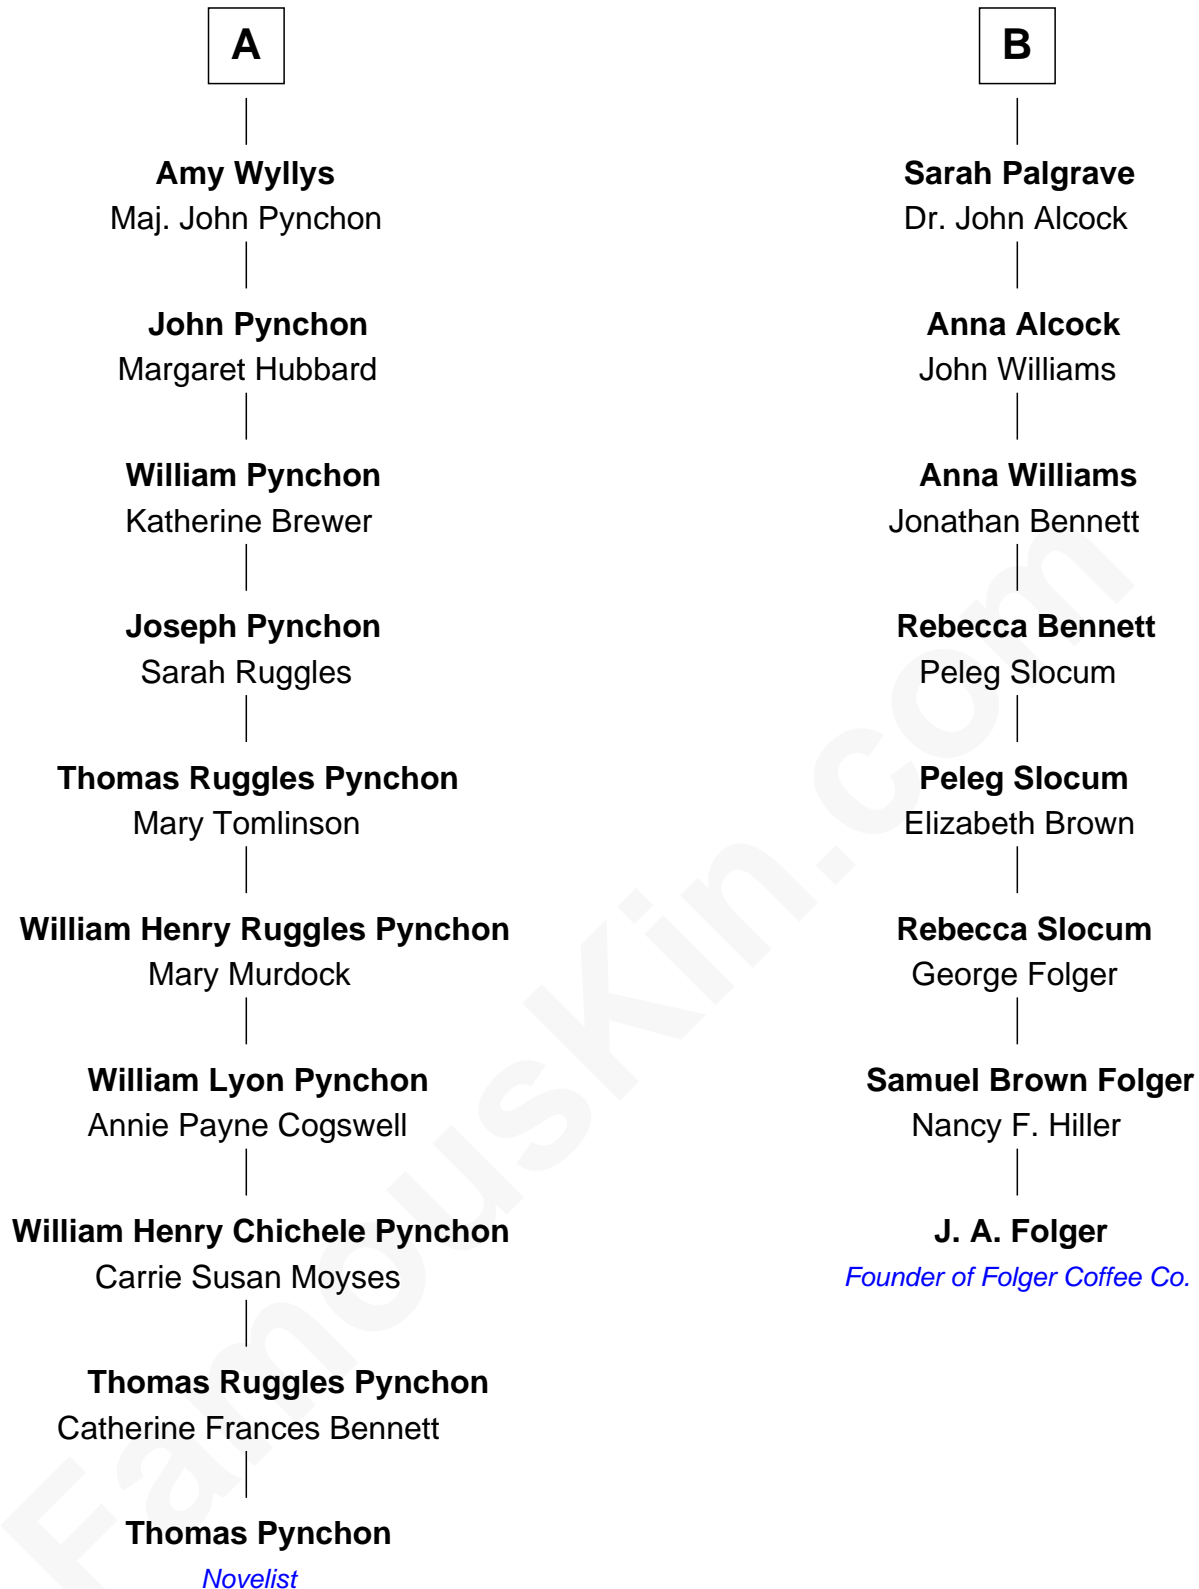 A
Amy Wyllys
Maj. John Pynchon
John Pynchon
Margaret Hubbard
William Pynchon
Katherine Brewer
Joseph Pynchon
Sarah Ruggles
Thomas Ruggles Pynchon
Mary Tomlinson
William Henry Ruggles Pynchon
Mary Murdock
William Lyon Pynchon
Annie Payne Cogswell
William Henry Chichele Pynchon
Carrie Susan Moyses
Thomas Ruggles Pynchon
Catherine Frances Bennett
Thomas Pynchon
Novelist
B
Sarah Palgrave
Dr. John Alcock
Anna Alcock
John Williams
Anna Williams
Jonathan Bennett
Rebecca Bennett
Peleg Slocum
Peleg Slocum
Elizabeth Brown
Rebecca Slocum
George Folger
Samuel Brown Folger
Nancy F. Hiller
J. A. Folger
Founder of Folger Coffee Co.
FamousKin.com